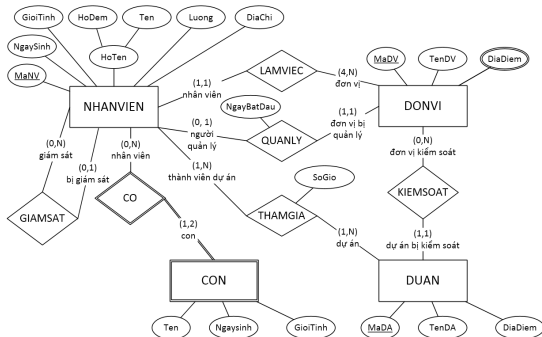 GioiTinh
HoDem
Ten
Luong
DiaChi
NgaySinh
HoTen
MaNV
MaDV
TenDV
DiaDiem
(1,1)
nhân viên
LAMVIEC
(4,N)
đơn vị
NHANVIEN
DONVI
NgayBatDau
(0, 1)
người
quản lý
QUANLY
(1,1)
đơn vị bị
quản lý
(0,N)
giám sát
(0,1)
bị giám sát
(0,N)
nhân viên
(1,N)
thành viên dự án
(0,N)
đơn vị kiểm soát
GIAMSAT
CO
SoGio
THAMGIA
KIEMSOAT
(1,2)
con
(1,N)
dự án
(1,1)
dự án bị kiểm soát
CON
DUAN
Ten
Ngaysinh
GioiTinh
MaDA
TenDA
DiaDiem